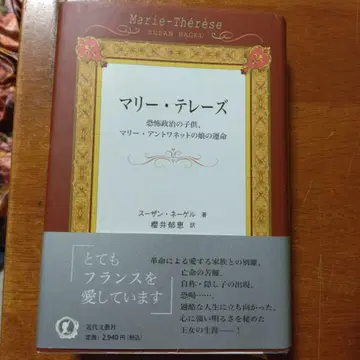 Marie-Thérèse
SUSAN NAGEL
マリー・テレーズ
恐怖政治の子供、
マリー・アントワネットの娘の運命
スーザン・ネーゲル 著
櫻井郁恵 訳
「とても
フランスを
愛しています」
革命による愛する家族との別離、
亡命の苦難、
自称・隠し子の出現、
恐喝……、
過酷な人生に立ち向かった、
心に強い明るさを秘めた
王女の生涯——！
近代文藝社
定価:2,940円(税込)